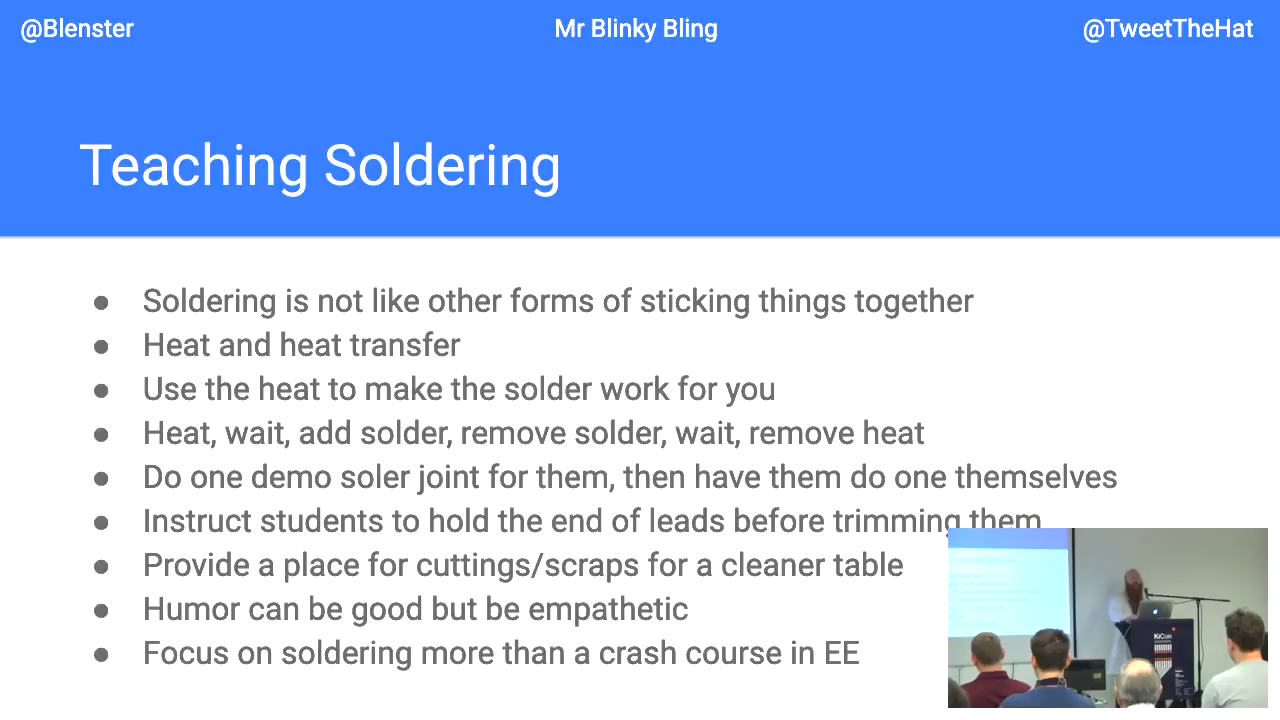 @Blenster
Mr Blinky Bling
@TweetTheHat
Teaching Soldering
● Soldering is not like other forms of sticking things together
● Heat and heat transfer
● Use the heat to make the solder work for you
● Heat, wait, add solder, remove solder, wait, remove heat
● Do one demo soler joint for them, then have them do one themselves
● Instruct students to hold the end of leads before trimming them
● Provide a place for cuttings/scraps for a cleaner table
● Humor can be good but be empathetic
● Focus on soldering more than a crash course in EE
KiCon